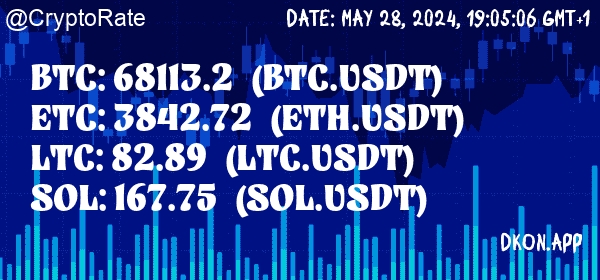 @CryptoRate
DATE: MAY 28, 2024, 19:05:06 GMT+1
BTC: 68113.2 (BTC.USDT)
ETC: 3842.72 (ETH.USDT)
LTC: 82.89 (LTC.USDT)
SOL: 167.75 (SOL.USDT)
DKON.APP